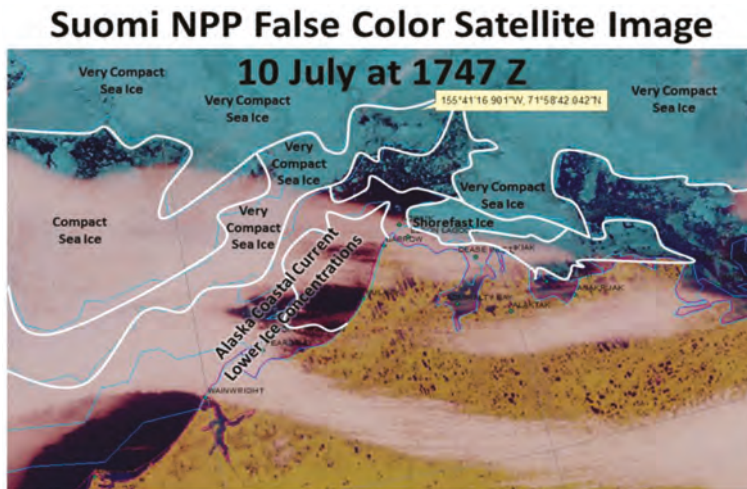 Suomi NPP False Color Satellite Image
10 July at 1747 Z
155°41'16.901"W, 71°58'42.042"N
Very Compact
Sea Ice
Very Compact
Sea Ice
Very Compact
Sea Ice
Very
Compact
Sea Ice
Very Compact
Sea Ice
Compact
Sea Ice
Very
Compact
Sea Ice
Shorefast Ice
Alaska Coastal Current
Lower Ice Concentrations
WAINWRIGHT